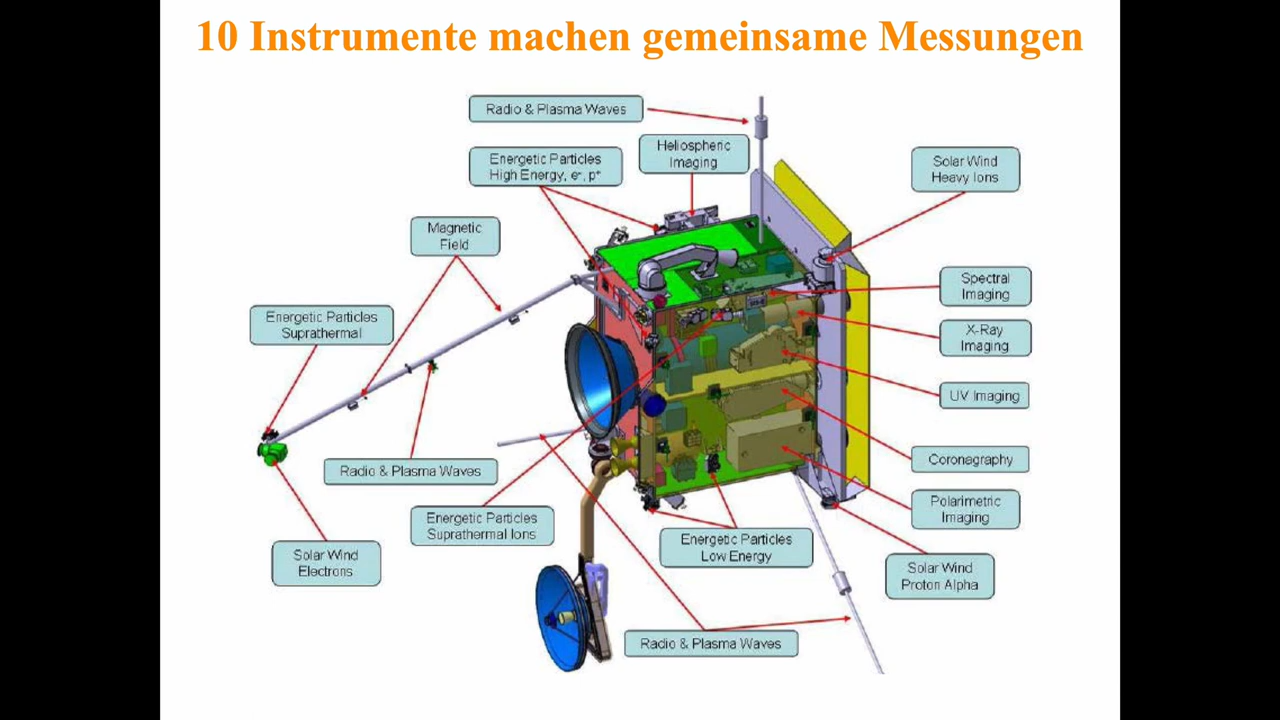 10 Instrumente machen gemeinsame Messungen
Radio & Plasma Waves
Heliospheric
Imaging
Energetic Particles
High Energy, e⁻, p⁺
Solar Wind
Heavy Ions
Magnetic
Field
Spectral
Imaging
Energetic Particles
Suprathermal
X-Ray
Imaging
UV Imaging
Coronagraphy
Radio & Plasma Waves
Polarimetric
Imaging
Energetic Particles
Suprathermal Ions
Energetic Particles
Low Energy
Solar Wind
Electrons
Solar Wind
Proton Alpha
Radio & Plasma Waves